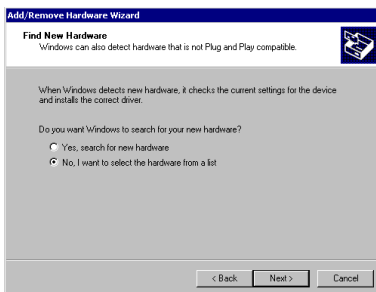 Add/Remove Hardware Wizard
Find New Hardware
Windows can also detect hardware that is not Plug and Play compatible.
When Windows detects new hardware, it checks the current settings for the device
and installs the correct driver.
Do you want Windows to search for your new hardware?
Yes, search for new hardware
No, I want to select the hardware from a list
< Back Next > Cancel